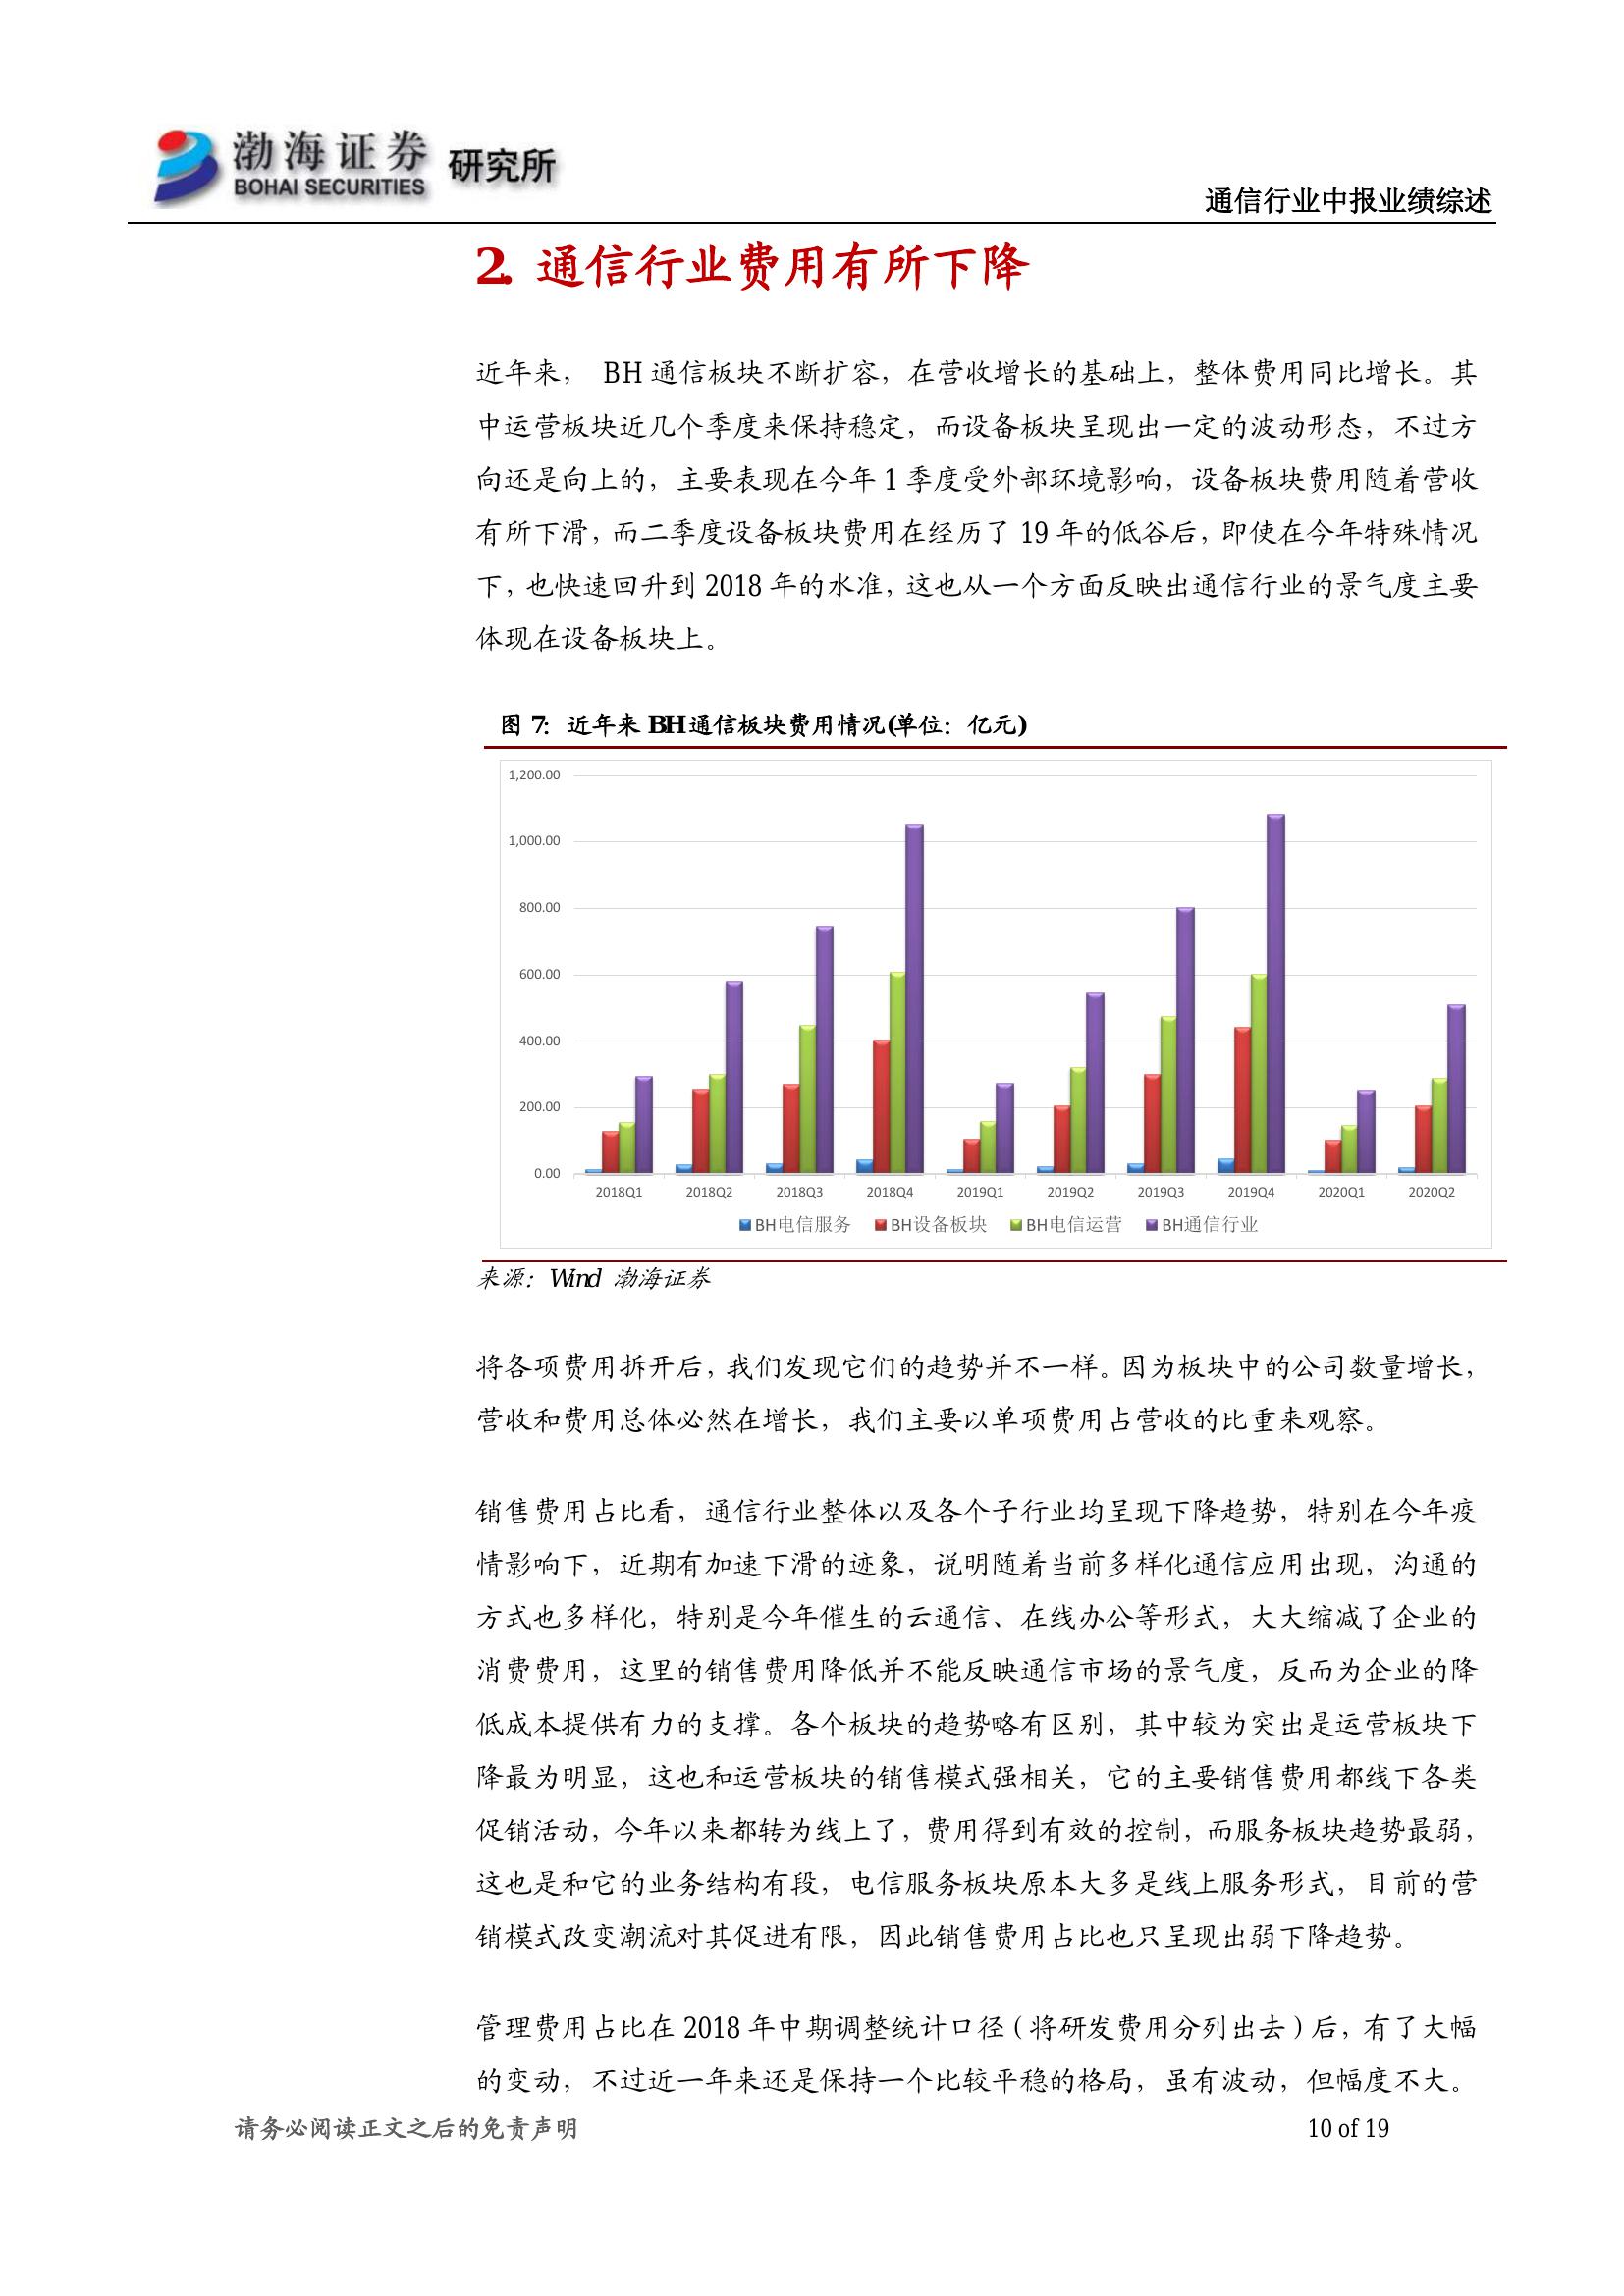 渤海证券 研究所
BOHAI SECURITIES
通信行业中报业绩综述
2. 通信行业费用有所下降
近年来， BH 通信板块不断扩容，在营收增长的基础上，整体费用同比增长。其
中运营板块近几个季度来保持稳定，而设备板块呈现出一定的波动形态，不过方
向还是向上的，主要表现在今年 1 季度受外部环境影响，设备板块费用随着营收
有所下滑，而二季度设备板块费用在经历了 19 年的低谷后，即使在今年特殊情况
下，也快速回升到 2018 年的水准，这也从一个方面反映出通信行业的景气度主要
体现在设备板块上。
图 7：近年来 BH 通信板块费用情况(单位：亿元)
1,200.00
1,000.00
800.00
600.00
400.00
200.00
0.00
2018Q1 2018Q2 2018Q3 2018Q4 2019Q1 2019Q2 2019Q3 2019Q4 2020Q1 2020Q2
BH电信服务 BH设备板块 BH电信运营 BH通信行业
来源：Wind 渤海证券
将各项费用拆开后，我们发现它们的趋势并不一样。因为板块中的公司数量增长，
营收和费用总体必然在增长，我们主要以单项费用占营收的比重来观察。
销售费用占比看，通信行业整体以及各个子行业均呈现下降趋势，特别在今年疫
情影响下，近期有加速下滑的迹象，说明随着当前多样化通信应用出现，沟通的
方式也多样化，特别是今年催生的云通信、在线办公等形式，大大缩减了企业的
消费费用，这里的销售费用降低并不能反映通信市场的景气度，反而为企业的降
低成本提供有力的支撑。各个板块的趋势略有区别，其中较为突出是运营板块下
降最为明显，这也和运营板块的销售模式强相关，它的主要销售费用都线下各类
促销活动，今年以来都转为线上了，费用得到有效的控制，而服务板块趋势最弱，
这也是和它的业务结构有段，电信服务板块原本大多是线上服务形式，目前的营
销模式改变潮流对其促进有限，因此销售费用占比也只呈现出弱下降趋势。
管理费用占比在 2018 年中期调整统计口径（将研发费用分列出去）后，有了大幅
的变动，不过近一年来还是保持一个比较平稳的格局，虽有波动，但幅度不大。
请务必阅读正文之后的免责声明
10 of 19